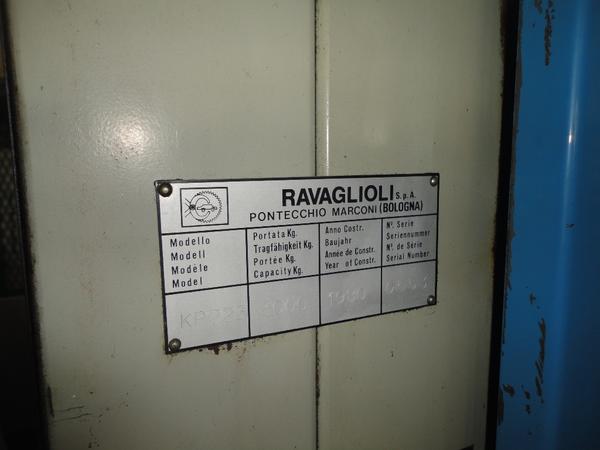 RAVAGLIOLI S.p.A.
PONTECCHIO MARCONI (BOLOGNA)
Modello
Modell
Modèle
Model
Portata Kg.
Tragfähigkeit Kg.
Portée Kg.
Capacity Kg.
Anno Costr.
Baujahr
Année de Constr.
Year of Constr.
N°. Serie
Seriennummer
N°. de Série
Serial Number